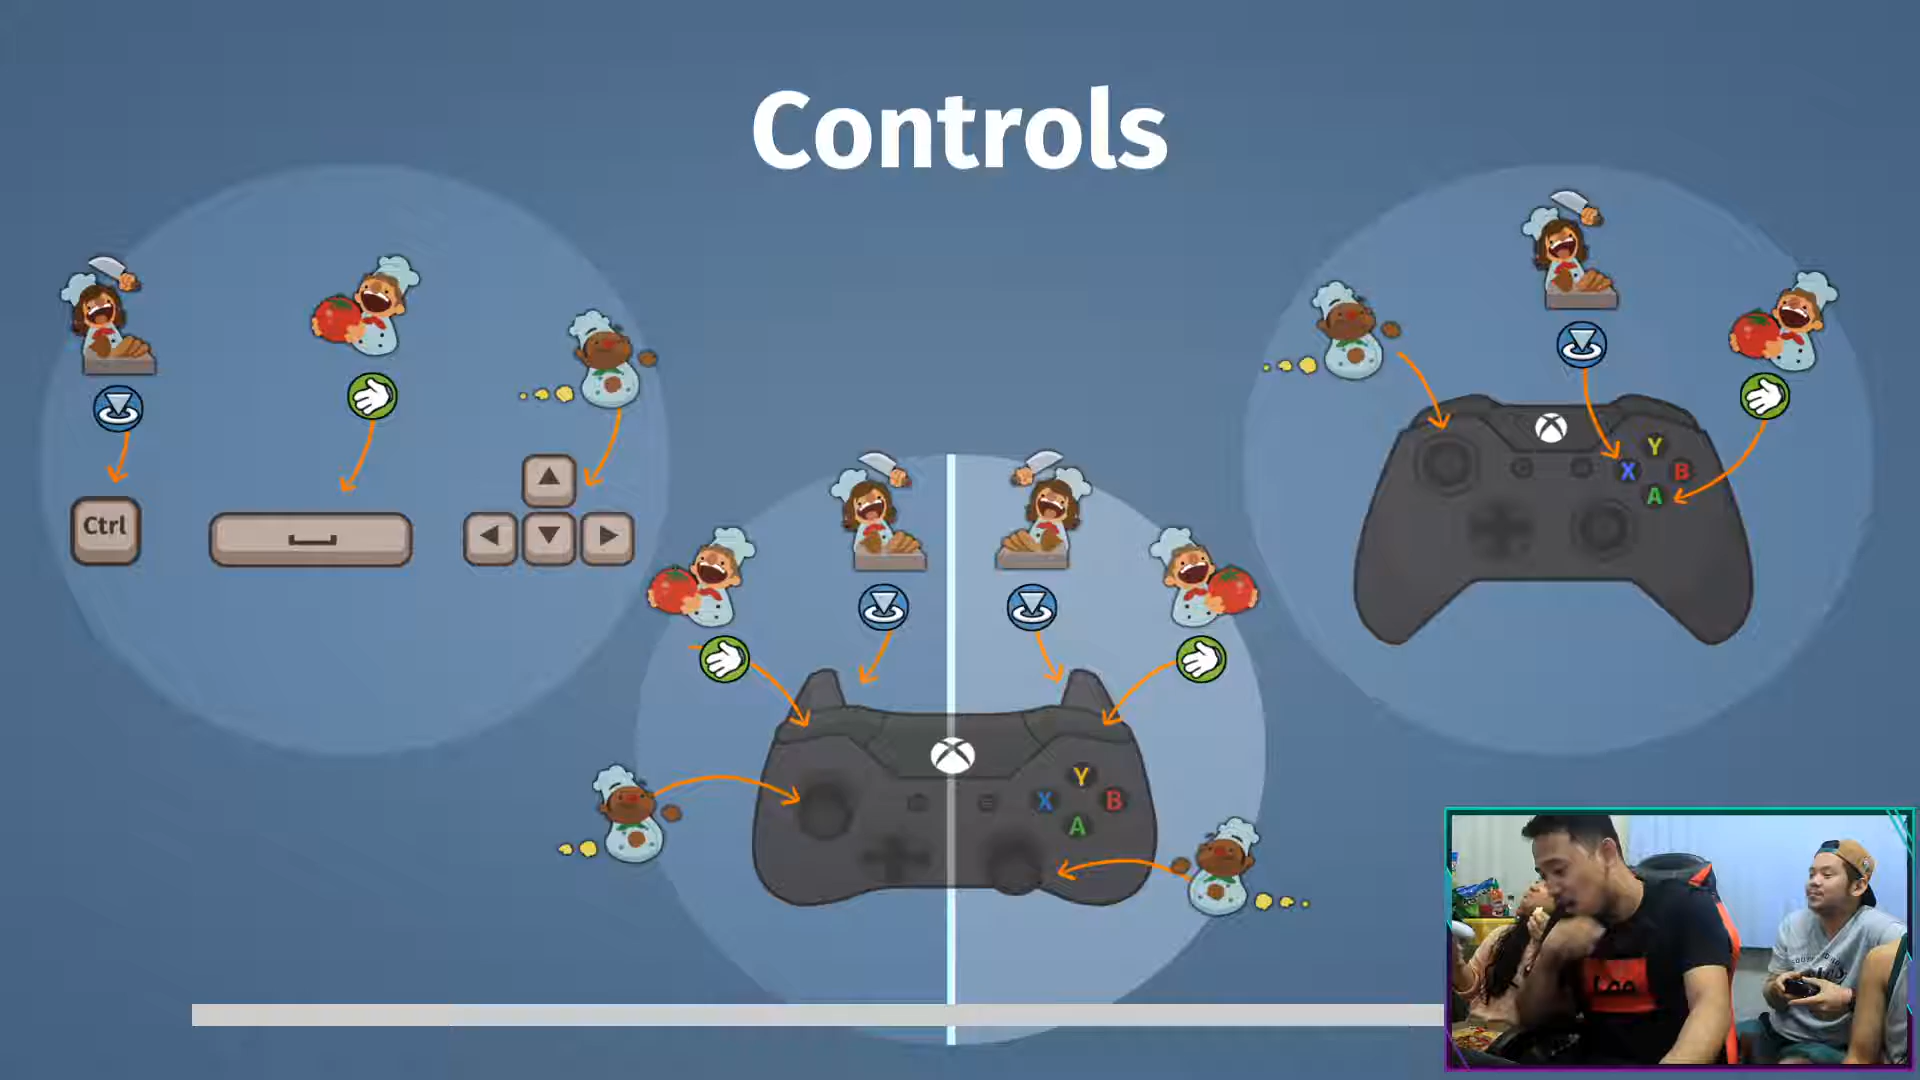 Controls
Ctrl
Y
X B
A
Y
X B
A